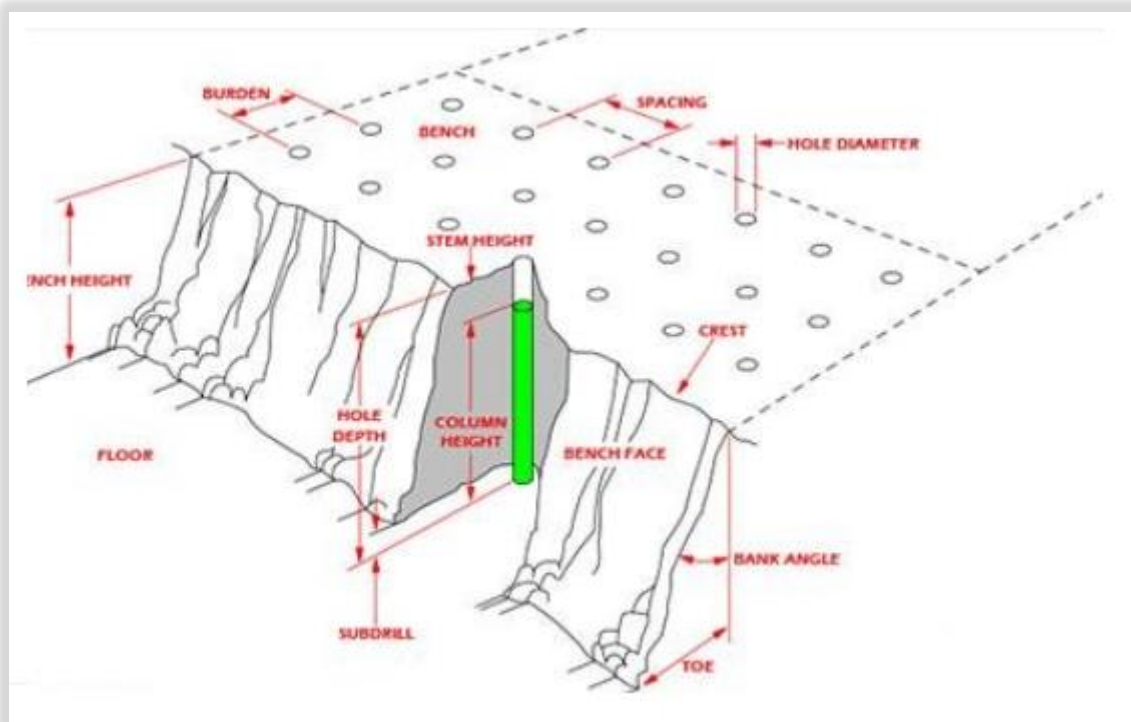 BURDEN
SPACING
BENCH
HOLE DIAMETER
STEM HEIGHT
ENCH HEIGHT
CREST
HOLE
DEPTH
COLUMN
HEIGHT
BENCH FACE
FLOOR
BANK ANGLE
SUBDRILL
TOE